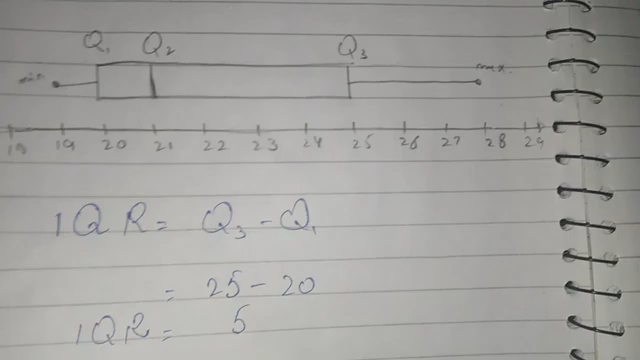 Q1 Q2 Q3
min max.
18 19 20 21 22 23 24 25 26 27 28 29
IQR = Q3 - Q1
= 25 - 20
IQR = 5